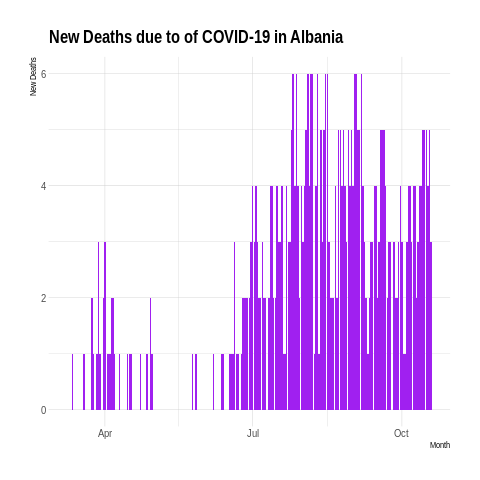 New Deaths due to of COVID-19 in Albania
New Deaths
6
4
2
0
Apr
Jul
Oct
Month